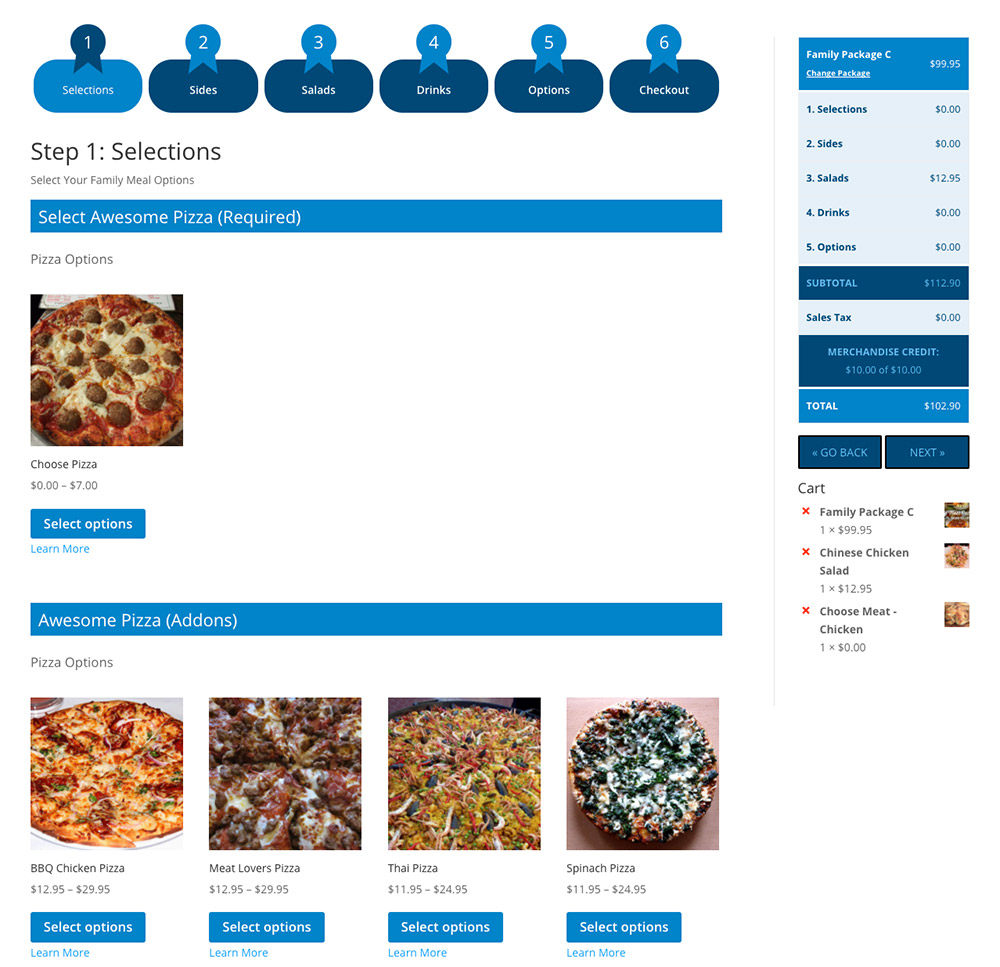 1
2
3
4
5
6
Selections
Sides
Salads
Drinks
Options
Checkout
Step 1: Selections
Select Your Family Meal Options
Select Awesome Pizza (Required)
Pizza Options
Choose Pizza
$0.00 – $7.00
Select options
Learn More
Awesome Pizza (Addons)
Pizza Options
BBQ Chicken Pizza
$12.95 – $29.95
Select options
Learn More
Meat Lovers Pizza
$12.95 – $29.95
Select options
Learn More
Thai Pizza
$11.95 – $24.95
Select options
Learn More
Spinach Pizza
$11.95 – $24.95
Select options
Learn More
Family Package C $99.95
Change Package
1. Selections $0.00
2. Sides $0.00
3. Salads $12.95
4. Drinks $0.00
5. Options $0.00
SUBTOTAL $112.90
Sales Tax $0.00
MERCHANDISE CREDIT:
$10.00 of $10.00
TOTAL $102.90
« GO BACK
NEXT »
Cart
× Family Package C
1 × $99.95
× Chinese Chicken
Salad
1 × $12.95
× Choose Meat -
Chicken
1 × $0.00